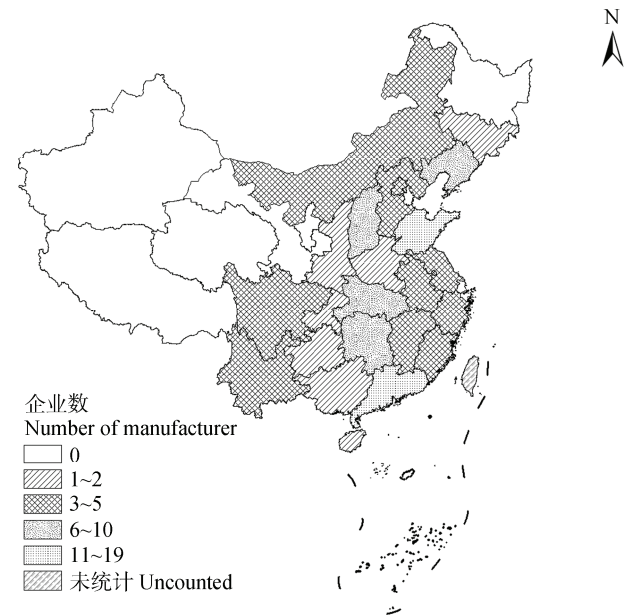 N
企业数
Number of manufacturer
0
1~2
3~5
6~10
11~19
未统计 Uncounted